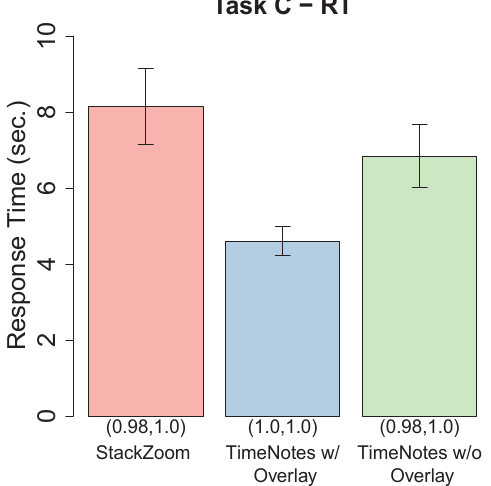 Task C − RT
Response Time (sec.)
10
8
6
4
2
0
(0.98,1.0) (1.0,1.0) (0.98,1.0)
StackZoom TimeNotes w/ TimeNotes w/o
Overlay Overlay